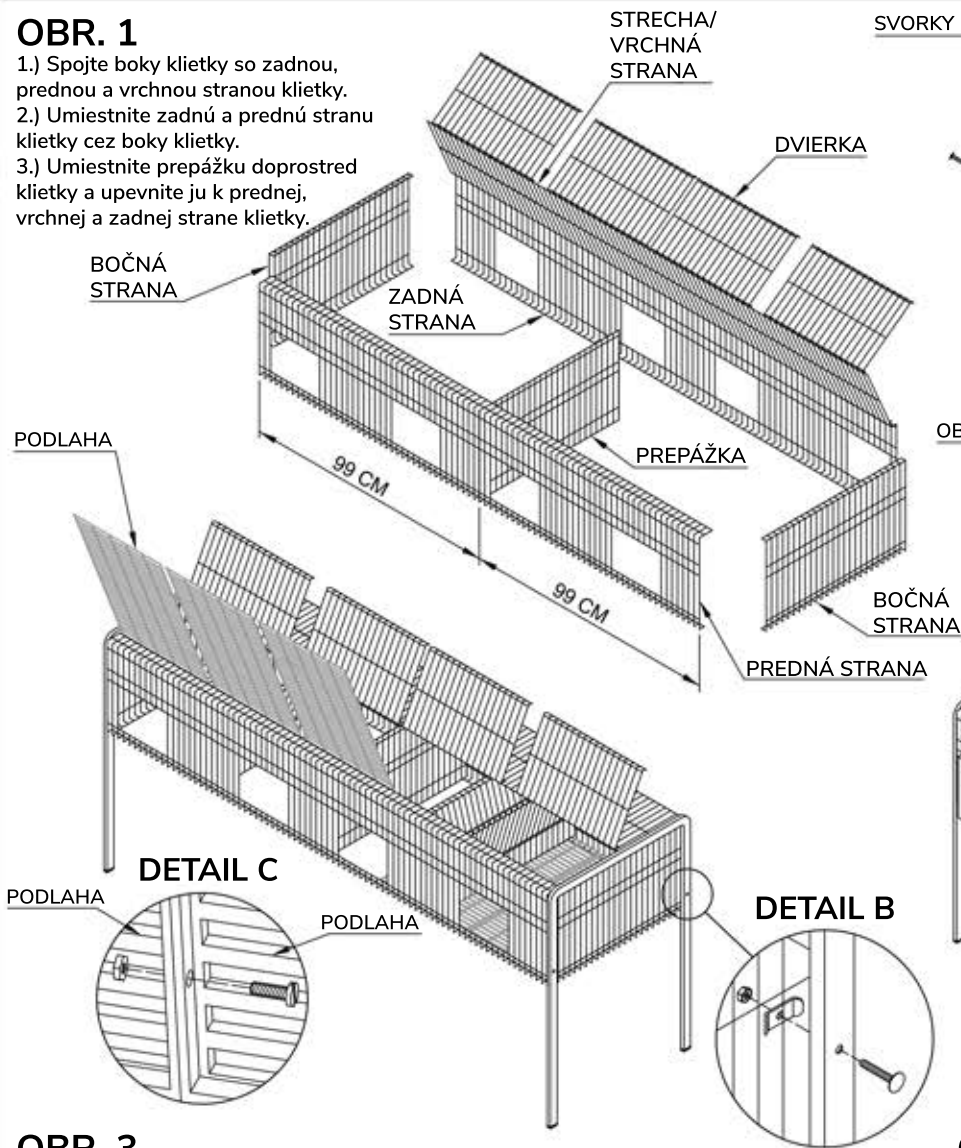 OBR. 1
1.) Spojte boky klietky so zadnou,
prednou a vrchnou stranou klietky.
2.) Umiestnite zadnú a prednú stranu
klietky cez boky klietky.
3.) Umiestnite prepážku doprostred
klietky a upevnite ju k prednej,
vrchnej a zadnej strane klietky.
STRECHA/
VRCHNÁ
STRANA
SVORKY
DVIERKA
BOČNÁ
STRANA
ZADNÁ
STRANA
PODLAHA
PREPÁŽKA
99 CM
99 CM
BOČNÁ
STRANA
PREDNÁ STRANA
DETAIL C
PODLAHA
PODLAHA
DETAIL B
OBR. 3